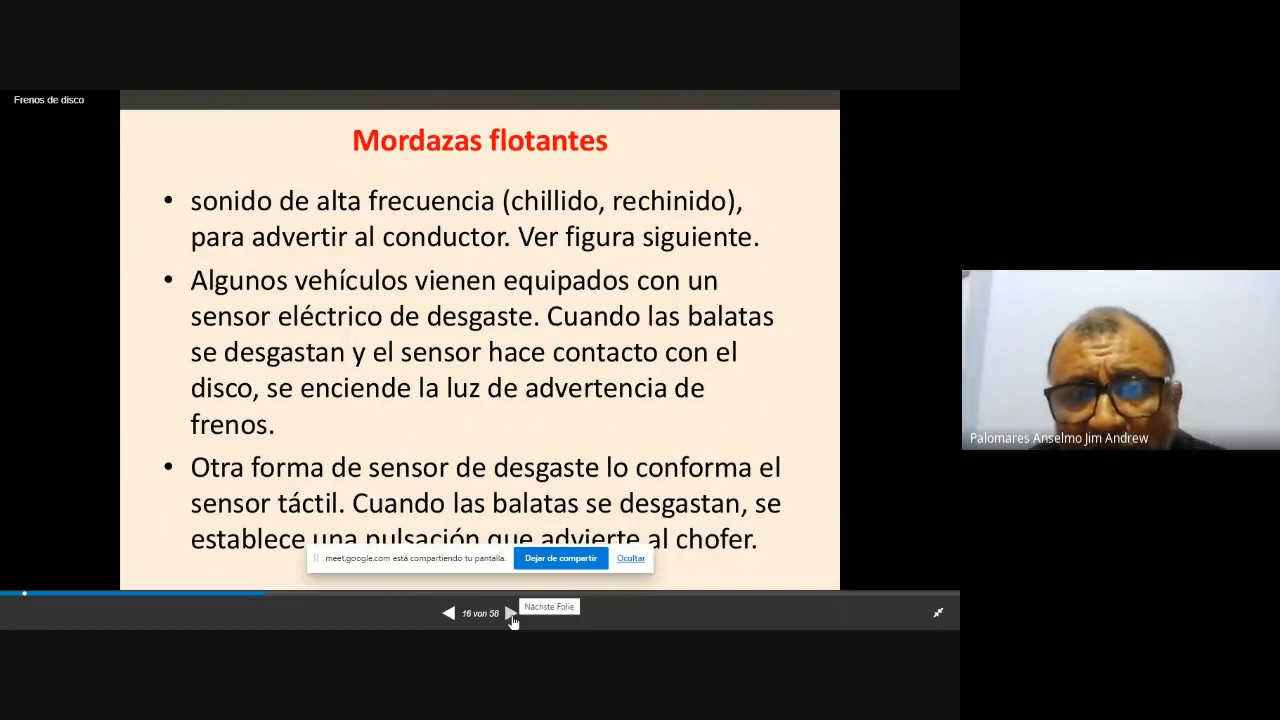 Frenos de disco
Mordazas flotantes
• sonido de alta frecuencia (chillido, rechinido),
para advertir al conductor. Ver figura siguiente.
• Algunos vehículos vienen equipados con un
sensor eléctrico de desgaste. Cuando las balatas
se desgastan y el sensor hace contacto con el
disco, se enciende la luz de advertencia de
frenos.
• Otra forma de sensor de desgaste lo conforma el
sensor táctil. Cuando las balatas se desgastan, se
establece una pulsación que advierte al chofer.
meet.google.com está compartiendo tu pantalla.
Dejar de compartir
Ocultar
16 von 58
Nächste Folie
Palomares Anselmo Jim Andrew